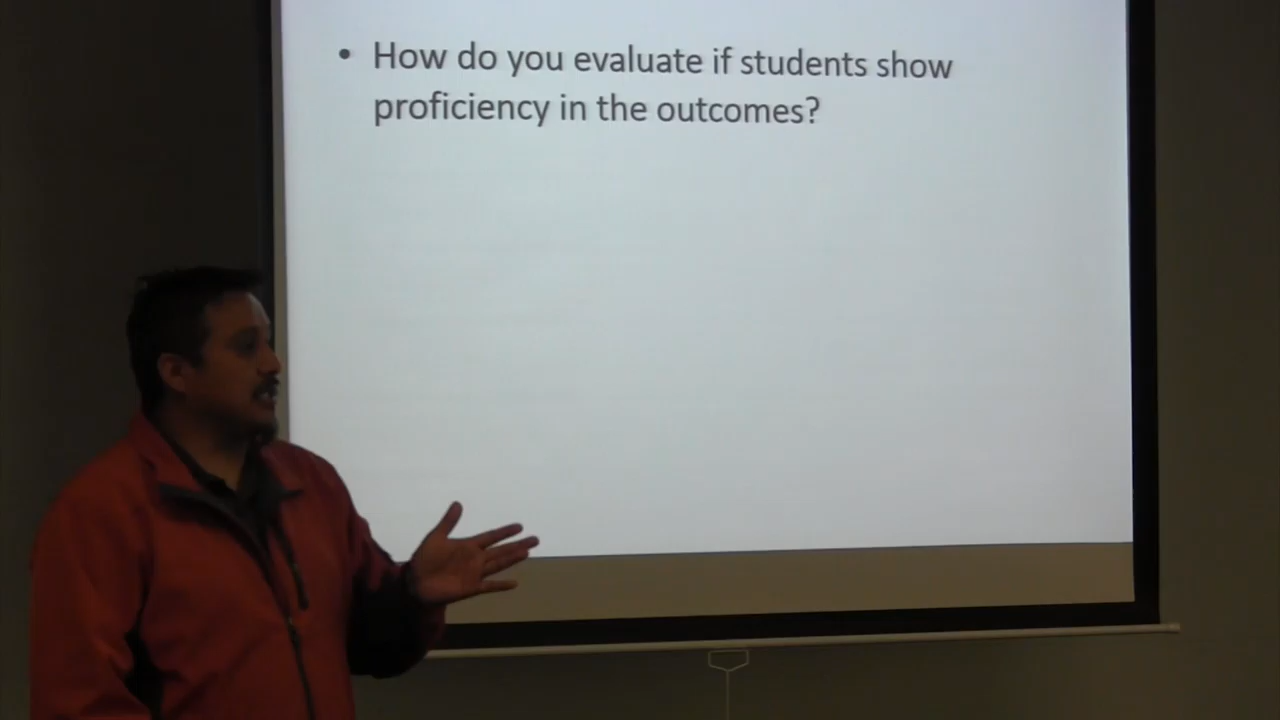 • How do you evaluate if students show
proficiency in the outcomes?